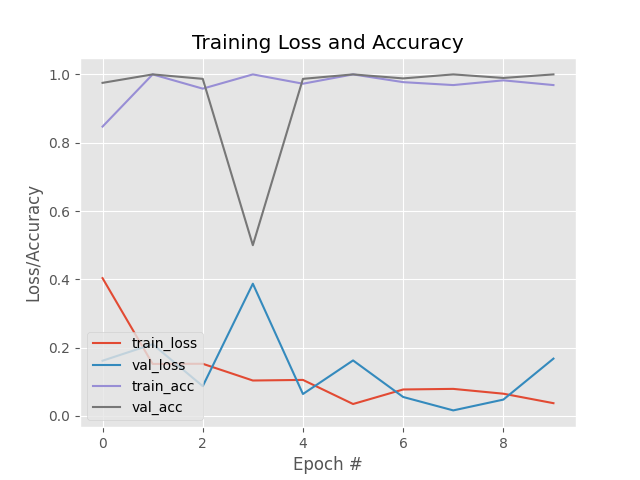 Training Loss and Accuracy
Loss/Accuracy
1.0
0.8
0.6
0.4
0.2
0.0
train_loss
val_loss
train_acc
val_acc
0 2 4 6 8
Epoch #